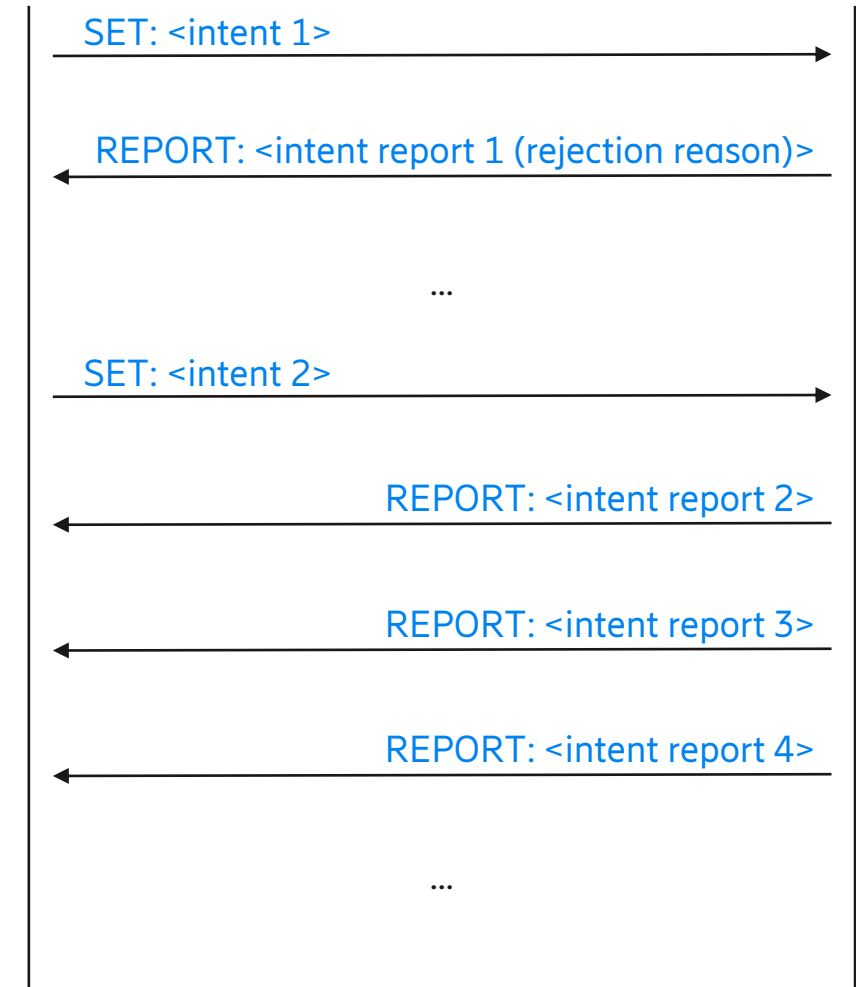 SET: <intent 1>
REPORT: <intent report 1 (rejection reason)>
...
SET: <intent 2>
REPORT: <intent report 2>
REPORT: <intent report 3>
REPORT: <intent report 4>
...